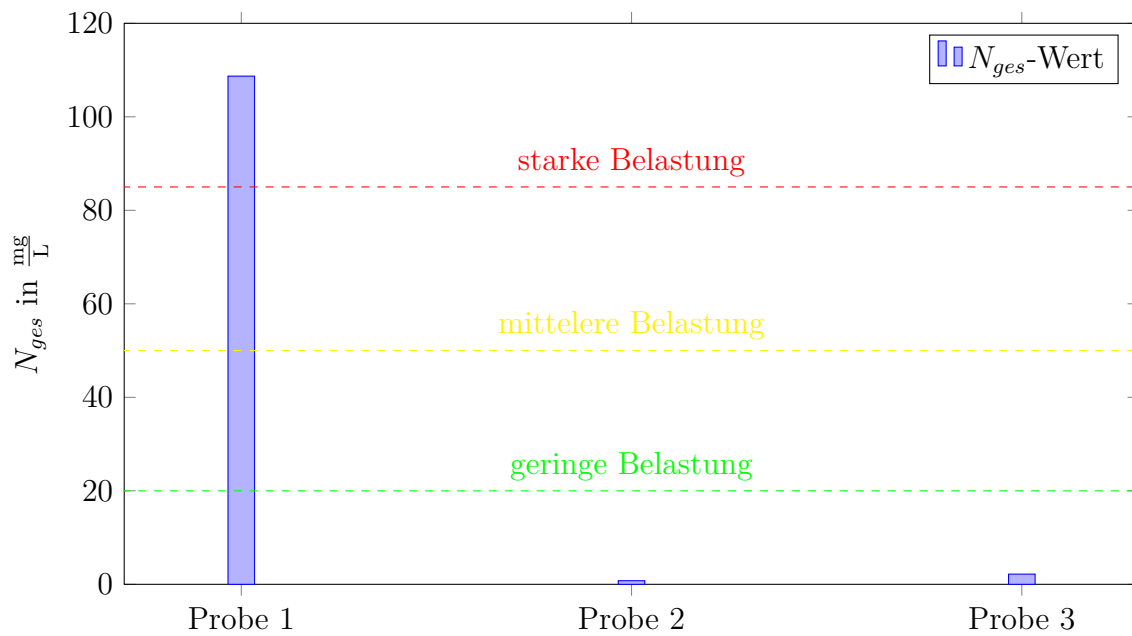 120
100
80
60
40
20
0
N_ges in mg/L
N_ges-Wert
starke Belastung
mittelere Belastung
geringe Belastung
Probe 1
Probe 2
Probe 3